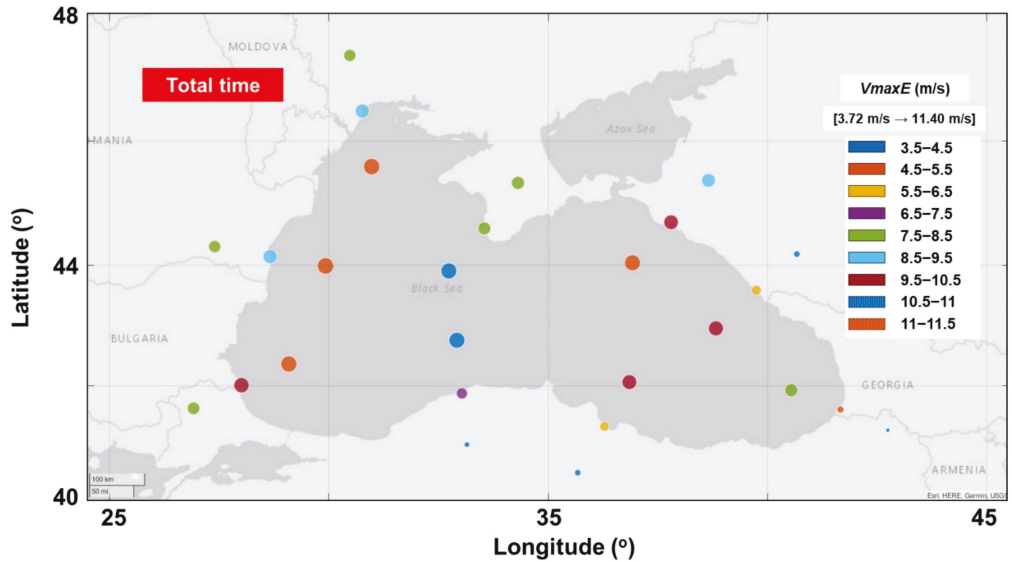 48
MOLDOVA
Total time
VmaxE (m/s)
[3.72 m/s → 11.40 m/s]
MANIA
Azov Sea
3.5–4.5
4.5–5.5
5.5–6.5
6.5–7.5
7.5–8.5
8.5–9.5
9.5–10.5
10.5–11
11–11.5
Latitude (º)
44
Black Sea
BULGARIA
GEORGIA
ARMENIA
100 km
50 mi
Esri, HERE, Garmin, USGS
40
25
35
45
Longitude (º)